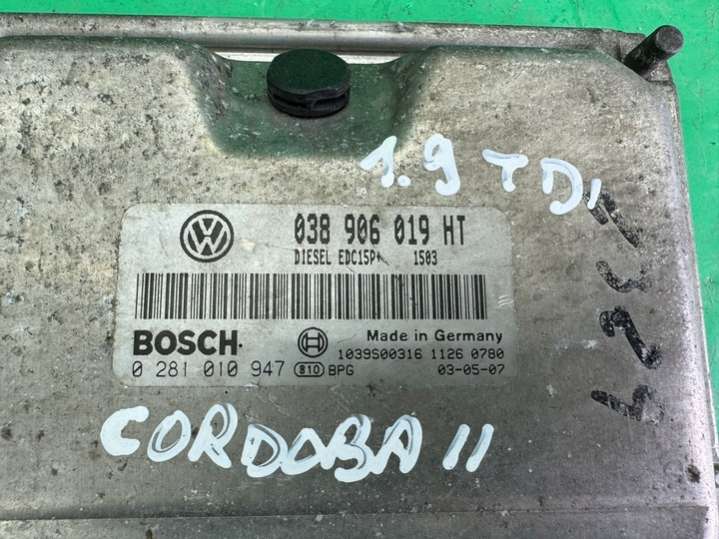 1.9 TDI
038 906 019 HT
DIESEL EDC15P+ 1503
BOSCH
Made in Germany
1039S00316 1126 0780
0 281 010 947 810 BPG 03-05-07
CORDOBA II